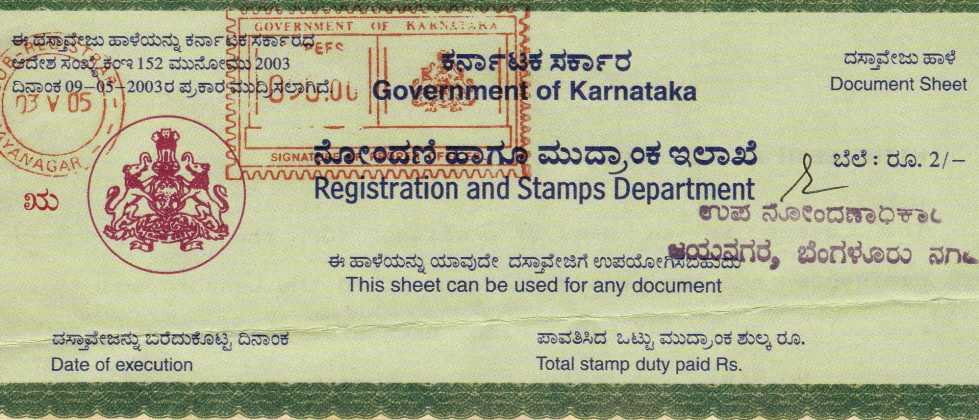 GOVERNMENT OF KARNATAKA
ಈ ದಸ್ತಾವೇಜು ಹಾಳೆಯನ್ನು ಕರ್ನಾಟಕ ಸರ್ಕಾರದ
ಆದೇಶ ಸಂಖ್ಯೆ ಕಂಇ 152 ಮುನೋಮು 2003
ದಿನಾಂಕ 09–05–2003ರ ಪ್ರಕಾರ ಮುದ್ರಿಸಲಾಗಿದೆ.
03 V 05
ಕರ್ನಾಟಕ ಸರ್ಕಾರ
Government of Karnataka
ದಸ್ತಾವೇಜು ಹಾಳೆ
Document Sheet
ನೋಂದಣಿ ಹಾಗೂ ಮುದ್ರಾಂಕ ಇಲಾಖೆ
Registration and Stamps Department
ಬೆಲೆ : ರೂ. 2/–
ಉಪ ನೋಂದಣಾಧಿಕಾರಿ
ಜಯನಗರ, ಬೆಂಗಳೂರು ನಗರ
ಈ ಹಾಳೆಯನ್ನು ಯಾವುದೇ ದಸ್ತಾವೇಜಿಗೆ ಉಪಯೋಗಿಸಬಹುದು
This sheet can be used for any document
ದಸ್ತಾವೇಜನ್ನು ಬರೆದುಕೊಟ್ಟ ದಿನಾಂಕ
Date of execution
ಪಾವತಿಸಿದ ಒಟ್ಟು ಮುದ್ರಾಂಕ ಶುಲ್ಕ ರೂ.
Total stamp duty paid Rs.